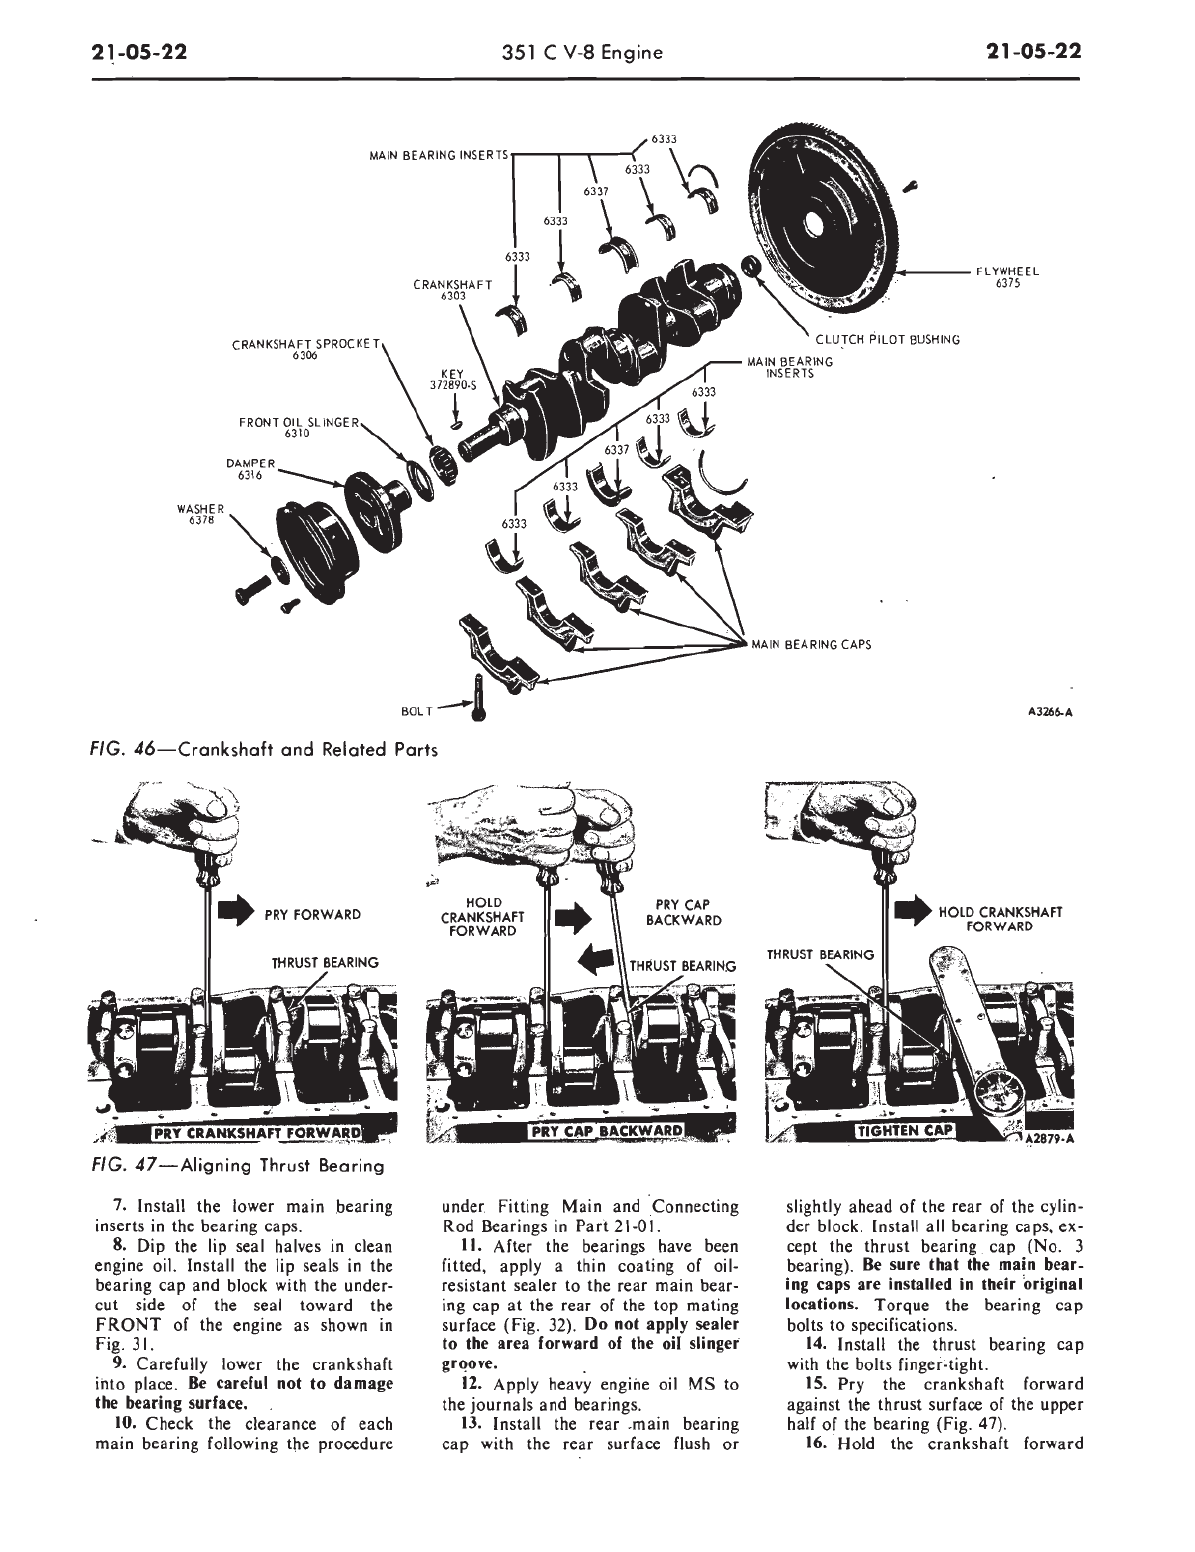 21-05-22
351 C V-8 Engine
21-05-22
MAIN BEARING INSERTS
6333
6333
6337
6333
6333
CRANKSHAFT
6303
FLYWHEEL
6375
CLUTCH PILOT BUSHING
CRANKSHAFT SPROCKET
6306
KEY
372890-S
MAIN BEARING
INSERTS
6333
6333
6337
6333
6333
FRONT OIL SLINGER
6310
DAMPER
6316
WASHER
6378
MAIN BEARING CAPS
BOLT
A3266-A
FIG. 46—Crankshaft and Related Parts
PRY FORWARD
THRUST BEARING
PRY CRANKSHAFT FORWARD
HOLD
CRANKSHAFT
FORWARD
PRY CAP
BACKWARD
THRUST BEARING
PRY CAP BACKWARD
HOLD CRANKSHAFT
FORWARD
THRUST BEARING
TIGHTEN CAP
A2879-A
FIG. 47—Aligning Thrust Bearing
7. Install the lower main bearing
inserts in the bearing caps.
8. Dip the lip seal halves in clean
engine oil. Install the lip seals in the
bearing cap and block with the under-
cut side of the seal toward the
FRONT of the engine as shown in
Fig. 31.
9. Carefully lower the crankshaft
into place. Be careful not to damage
the bearing surface.
10. Check the clearance of each
main bearing following the procedure
under Fitting Main and Connecting
Rod Bearings in Part 21-01.
11. After the bearings have been
fitted, apply a thin coating of oil-
resistant sealer to the rear main bear-
ing cap at the rear of the top mating
surface (Fig. 32). Do not apply sealer
to the area forward of the oil slinger
groove.
12. Apply heavy engine oil MS to
the journals and bearings.
13. Install the rear main bearing
cap with the rear surface flush or
slightly ahead of the rear of the cylin-
der block. Install all bearing caps, ex-
cept the thrust bearing cap (No. 3
bearing). Be sure that the main bear-
ing caps are installed in their original
locations. Torque the bearing cap
bolts to specifications.
14. Install the thrust bearing cap
with the bolts finger-tight.
15. Pry the crankshaft forward
against the thrust surface of the upper
half of the bearing (Fig. 47).
16. Hold the crankshaft forward